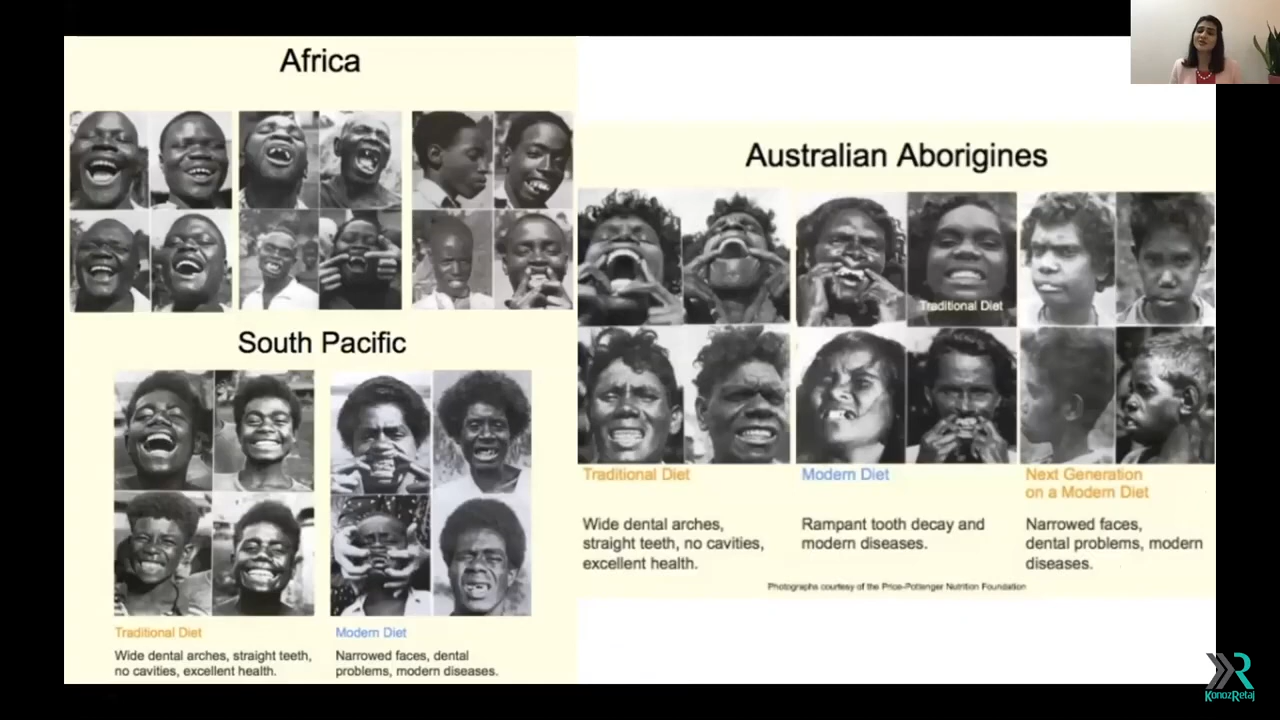 Africa
South Pacific
Traditional Diet
Wide dental arches, straight teeth,
no cavities, excellent health.
Modern Diet
Narrowed faces, dental
problems, modern diseases.
Australian Aborigines
Traditional Diet
Traditional Diet
Wide dental arches,
straight teeth, no cavities,
excellent health.
Modern Diet
Rampant tooth decay and
modern diseases.
Next Generation
on a Modern Diet
Narrowed faces,
dental problems, modern
diseases.
Photographs courtesy of the Price-Pottenger Nutrition Foundation
KonozRetaj